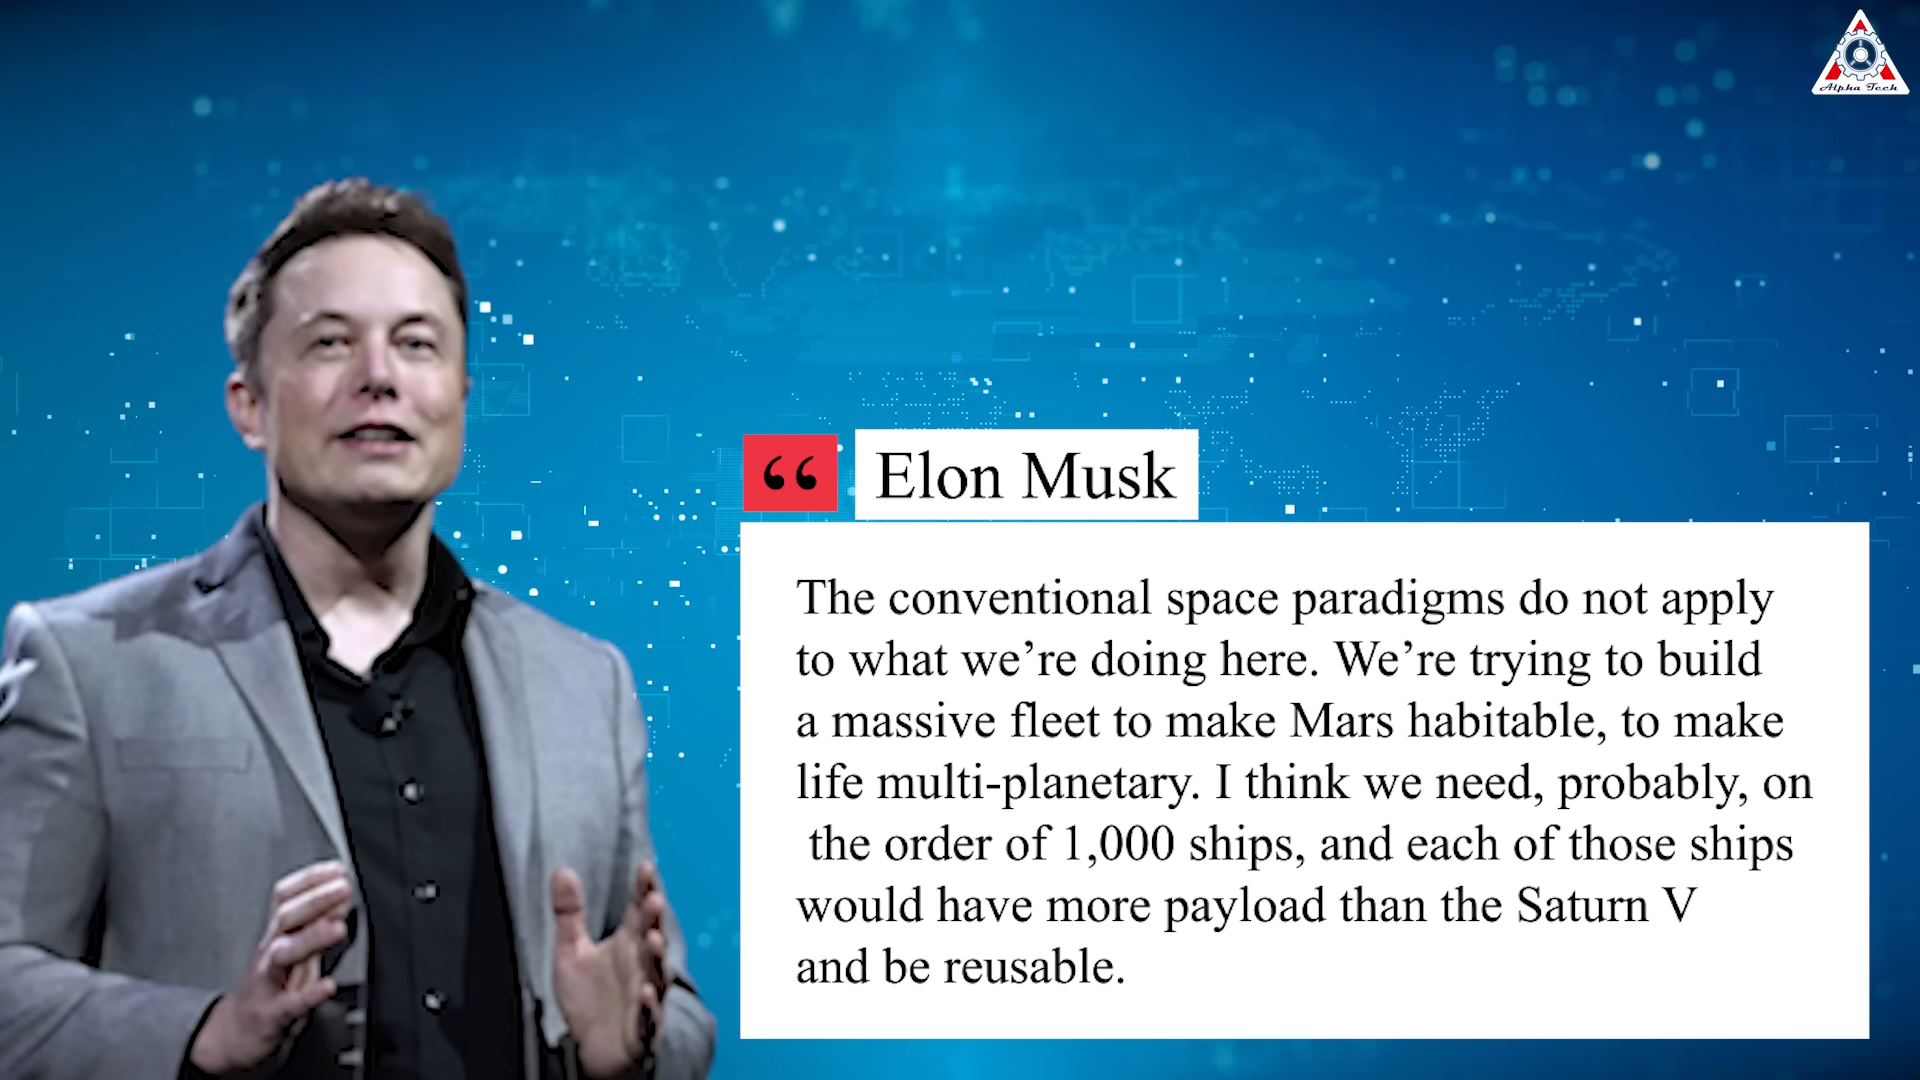 Alpha Tech
“ Elon Musk
The conventional space paradigms do not apply
to what we’re doing here. We’re trying to build
a massive fleet to make Mars habitable, to make
life multi-planetary. I think we need, probably, on
the order of 1,000 ships, and each of those ships
would have more payload than the Saturn V
and be reusable.